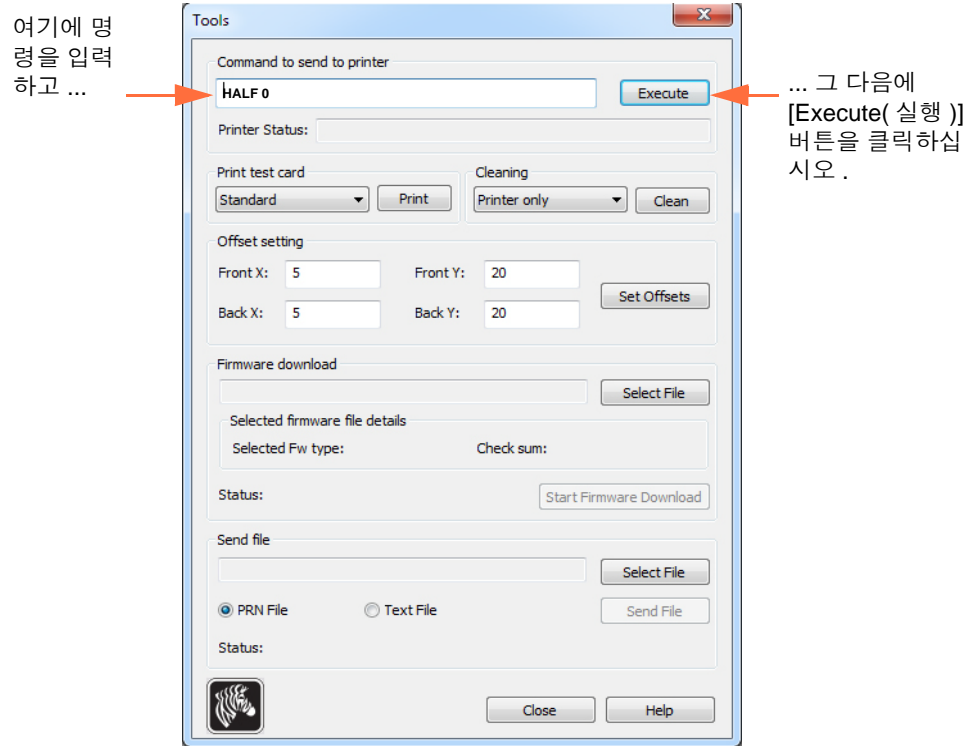 여기에 명
령을 입력
하고 ...
Tools
Command to send to printer
HALF 0
Execute
... 그 다음에
[Execute( 실행 )]
버튼을 클릭하십
시오 .
Printer Status:
Print test card
Cleaning
Standard
Print
Printer only
Clean
Offset setting
Front X: 5 Front Y: 20
Set Offsets
Back X: 5 Back Y: 20
Firmware download
Select File
Selected firmware file details
Selected Fw type: Check sum:
Status:
Start Firmware Download
Send file
Select File
PRN File Text File
Send File
Status:
Close
Help